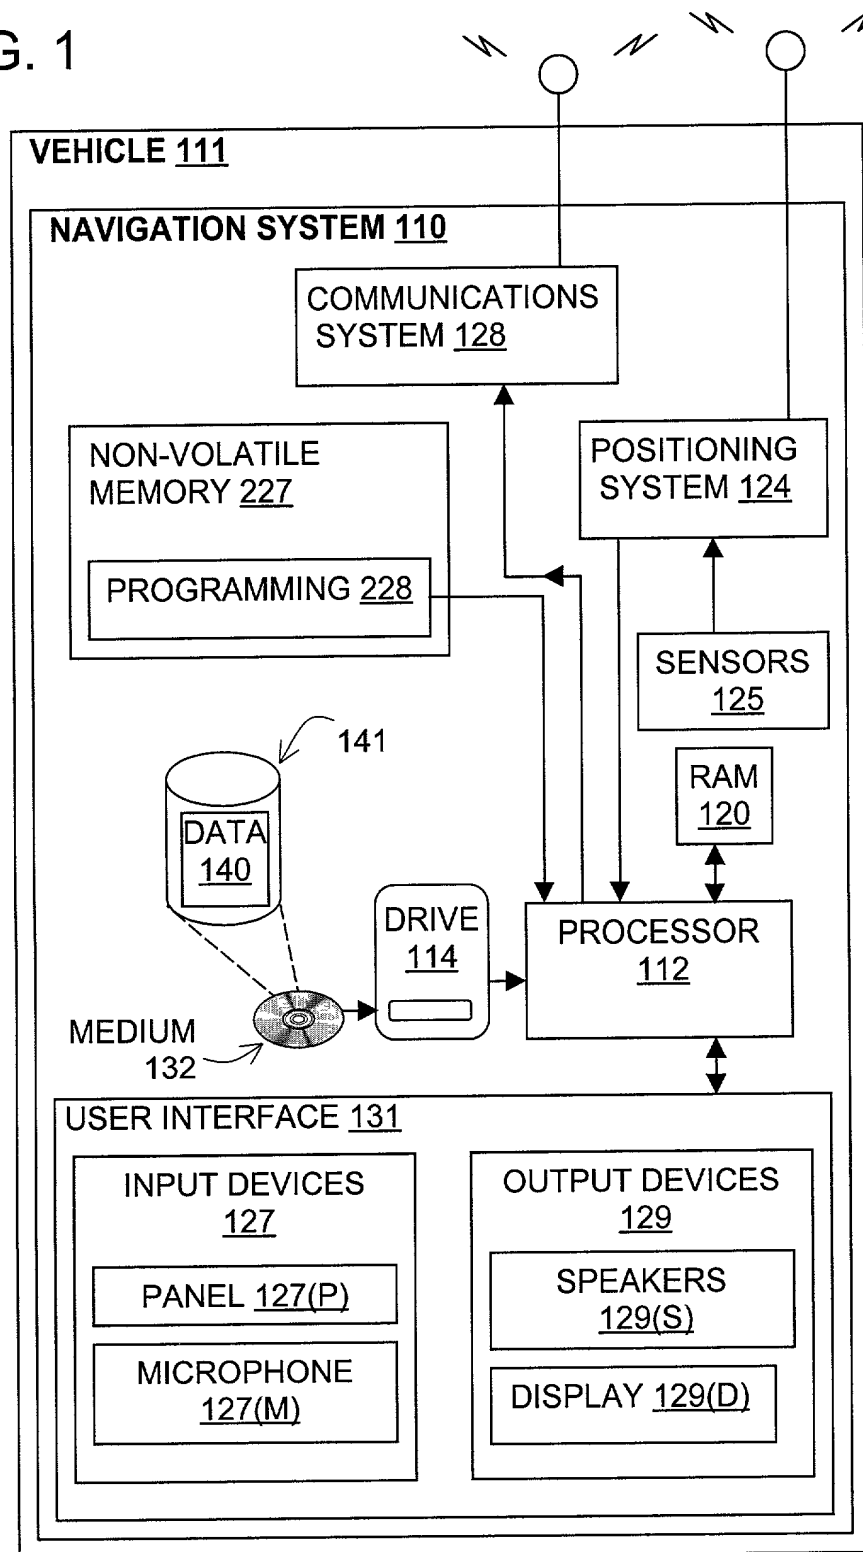 G. 1
VEHICLE 111
NAVIGATION SYSTEM 110
COMMUNICATIONS
SYSTEM 128
NON-VOLATILE
MEMORY 227
PROGRAMMING 228
POSITIONING
SYSTEM 124
SENSORS
125
141
DATA
140
RAM
120
DRIVE
114
PROCESSOR
112
MEDIUM
132
USER INTERFACE 131
INPUT DEVICES
127
PANEL 127(P)
MICROPHONE
127(M)
OUTPUT DEVICES
129
SPEAKERS
129(S)
DISPLAY 129(D)